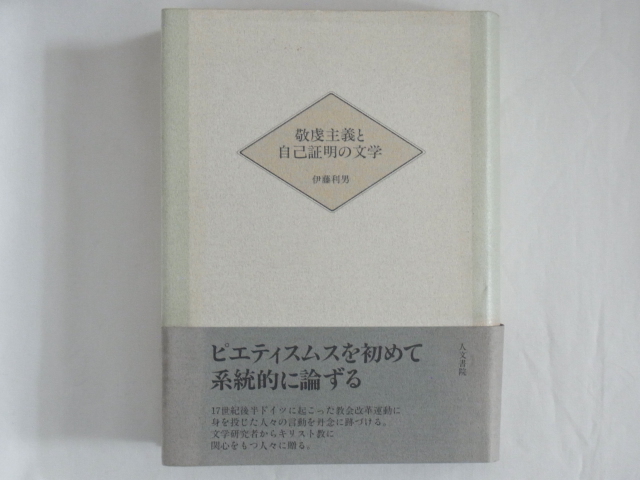 敬虔主義と
自己証明の文学
伊藤利男
ピエティスムスを初めて
系統的に論ずる
人文書院
17世紀後半ドイツに起こった教会改革運動に
身を投じた人々の言動を丹念に跡づける。
文学研究者からキリスト教に
関心をもつ人々に贈る。